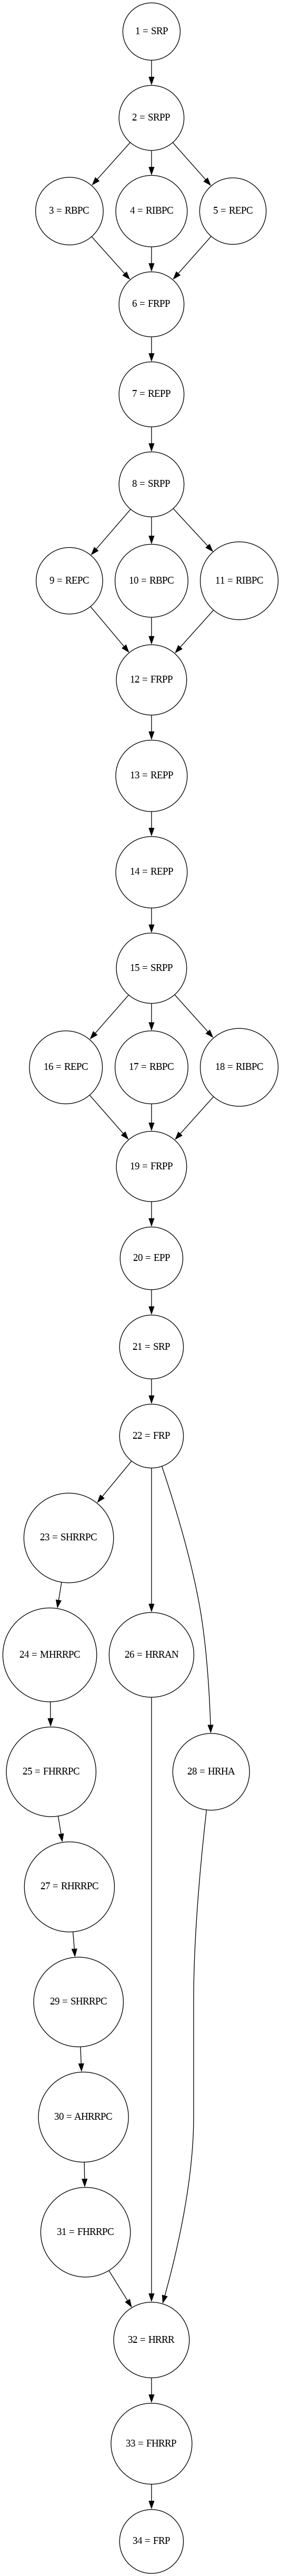 1 = SRP
2 = SRPP
3 = RBPC
4 = RIBPC
5 = REPC
6 = FRPP
7 = REPP
8 = SRPP
9 = REPC
10 = RBPC
11 = RIBPC
12 = FRPP
13 = REPP
14 = REPP
15 = SRPP
16 = REPC
17 = RBPC
18 = RIBPC
19 = FRPP
20 = EPP
21 = SRP
22 = FRP
23 = SHRRPC
24 = MHRRPC
26 = HRRAN
25 = FHRRPC
28 = HRHA
27 = RHRRPC
29 = SHRRPC
30 = AHRRPC
31 = FHRRPC
32 = HRRR
33 = FHRRP
34 = FRP